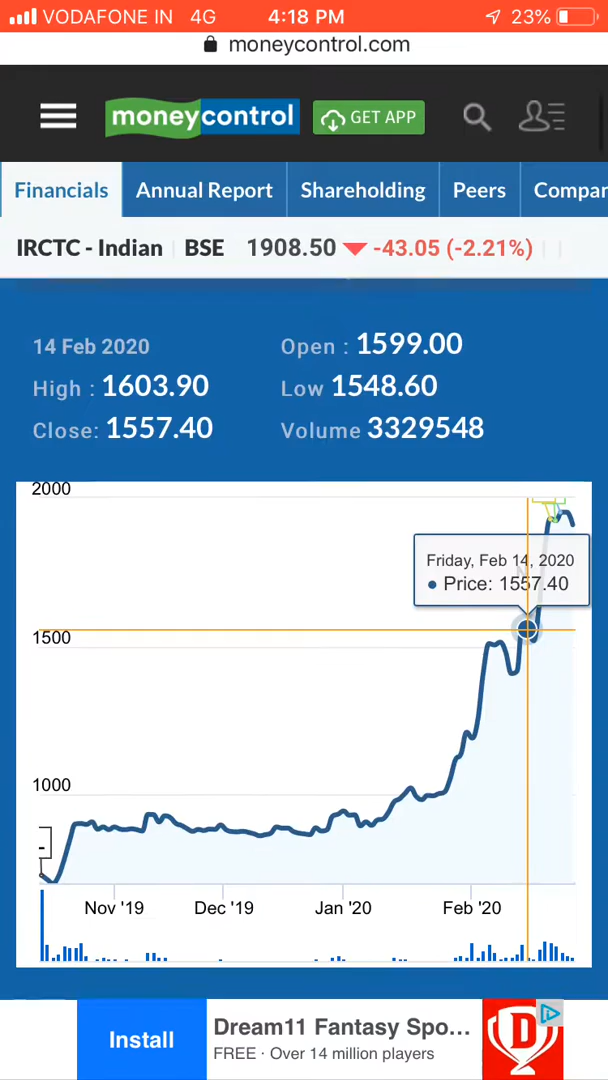 VODAFONE IN 4G 4:18 PM 23%
moneycontrol.com
moneycontrol GET APP
Financials Annual Report Shareholding Peers Compar
IRCTC - Indian BSE 1908.50 -43.05 (-2.21%)
14 Feb 2020 Open : 1599.00
High : 1603.90 Low 1548.60
Close: 1557.40 Volume 3329548
2000
Friday, Feb 14, 2020
Price: 1557.40
1500
1000
Nov '19 Dec '19 Jan '20 Feb '20
Install Dream11 Fantasy Spo... D
FREE · Over 14 million players